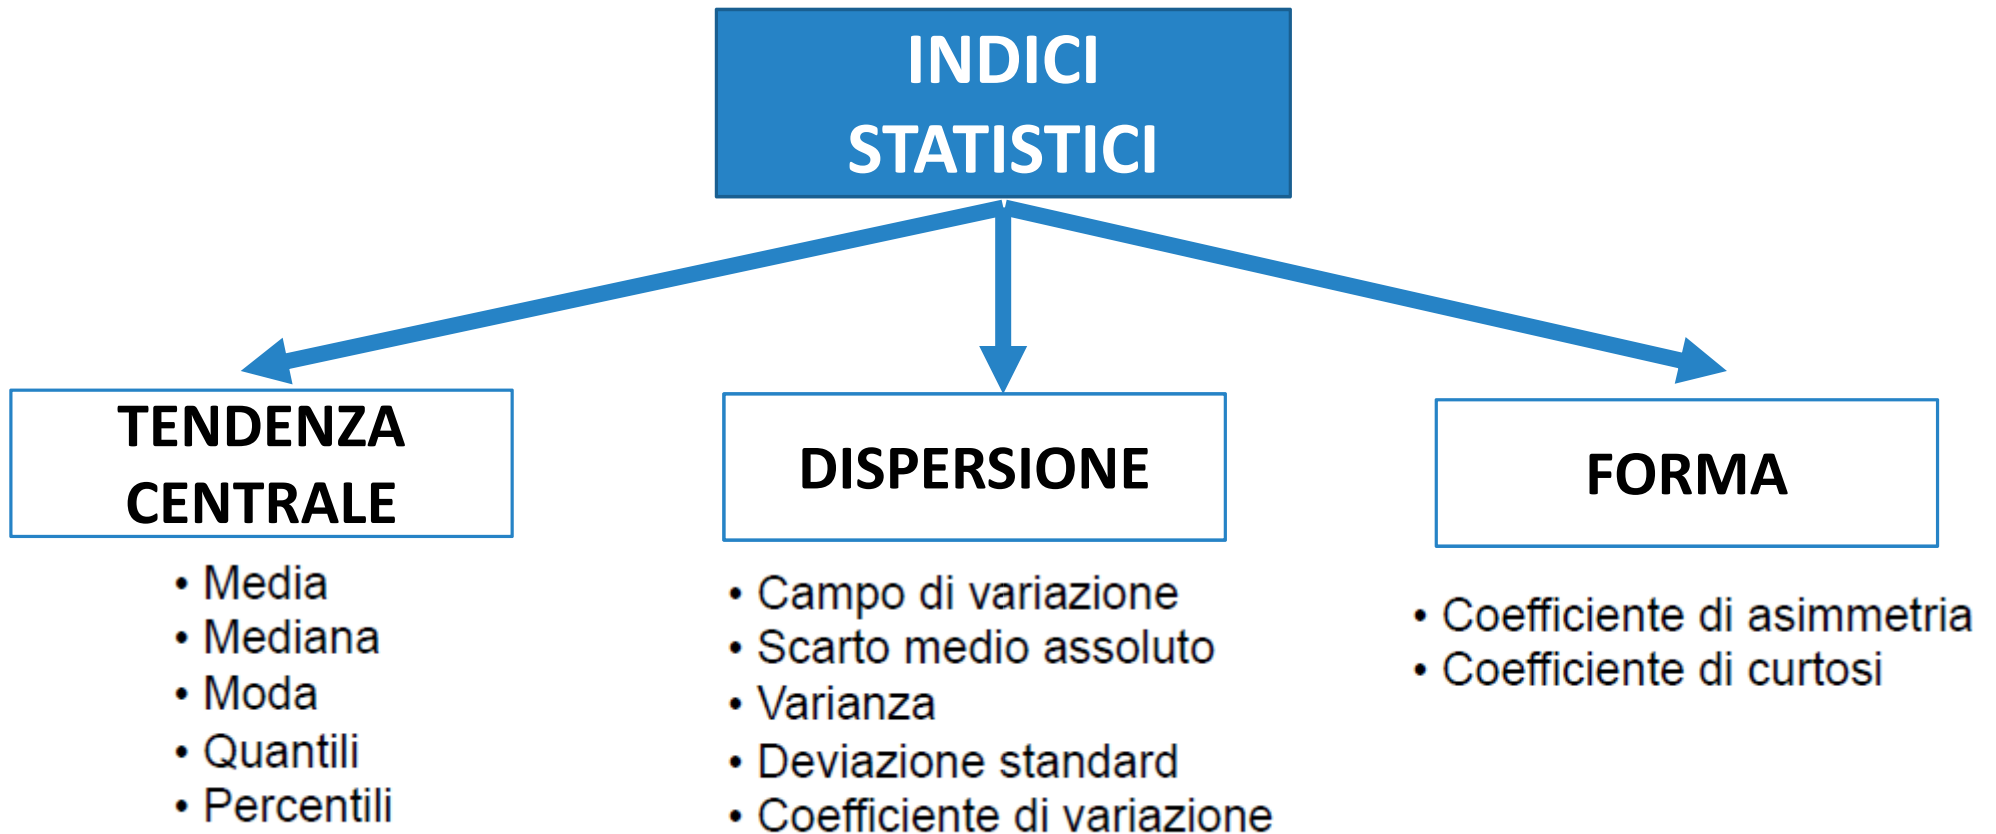 INDICI
STATISTICI
TENDENZA
CENTRALE
• Media
• Mediana
• Moda
• Quantili
• Percentili
DISPERSIONE
• Campo di variazione
• Scarto medio assoluto
• Varianza
• Deviazione standard
• Coefficiente di variazione
FORMA
• Coefficiente di asimmetria
• Coefficiente di curtosi